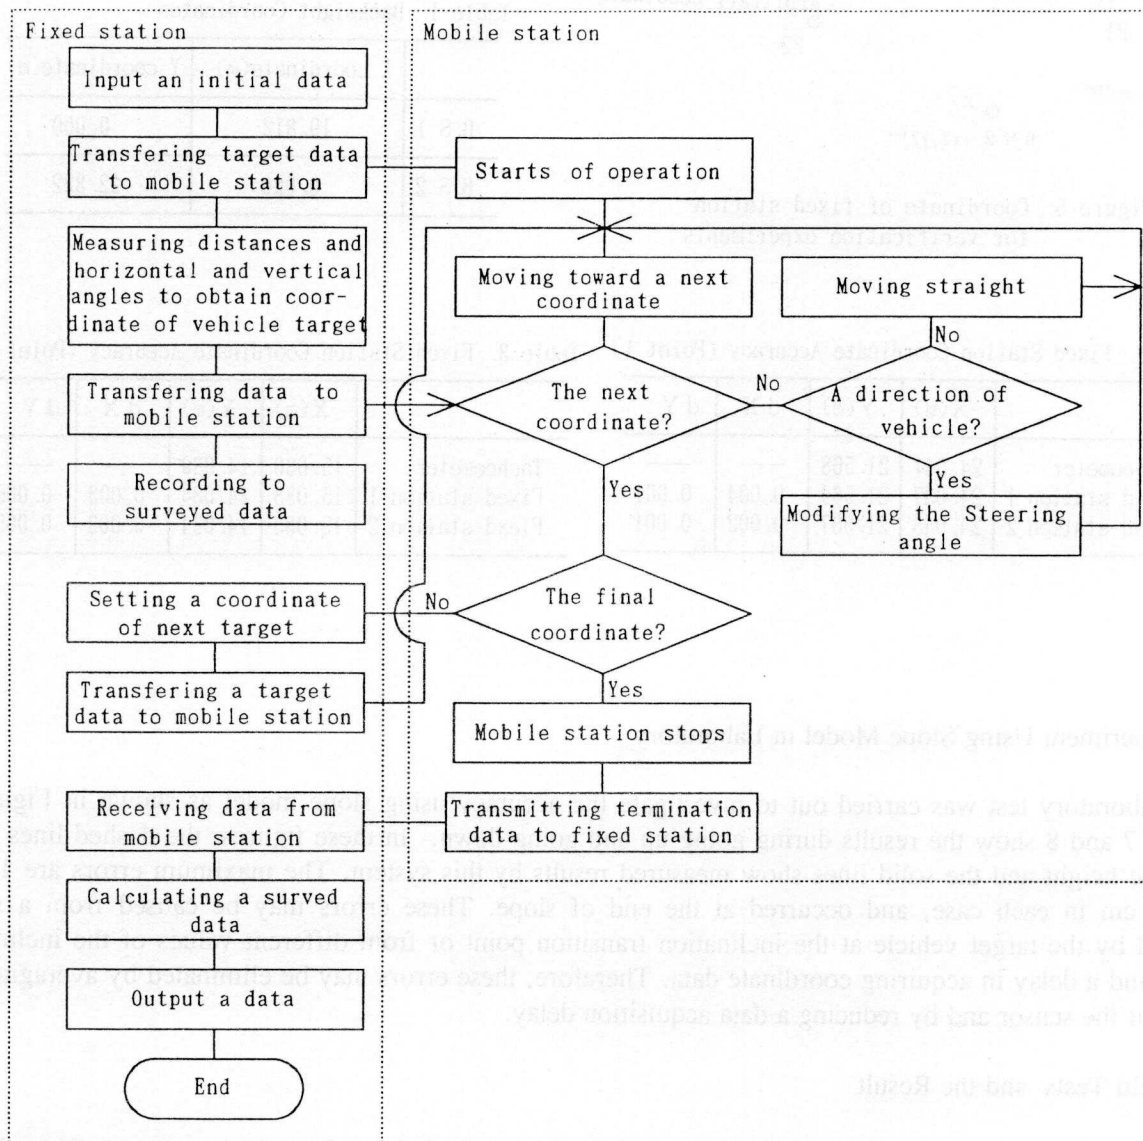 Fixed station
Input an initial data
Transfering target data
to mobile station
Measuring distances and
horizontal and vertical
angles to obtain coor-
dinate of vehicle target
Transfering data to
mobile station
Recording to
surveyed data
Setting a coordinate
of next target
Transfering a target
data to mobile station
Receiving data from
mobile station
Calculating a surved
data
Output data
End
Mobile station
Starts of operation
Moving toward a next
coordinate
Moving straight
No
The next
coordinate?
No
A direction of
vehicle?
Yes
Yes
Modifying the Steering
angle
No
The final
coordinate?
Yes
Mobile station stops
Transmitting termination
data to fixed station